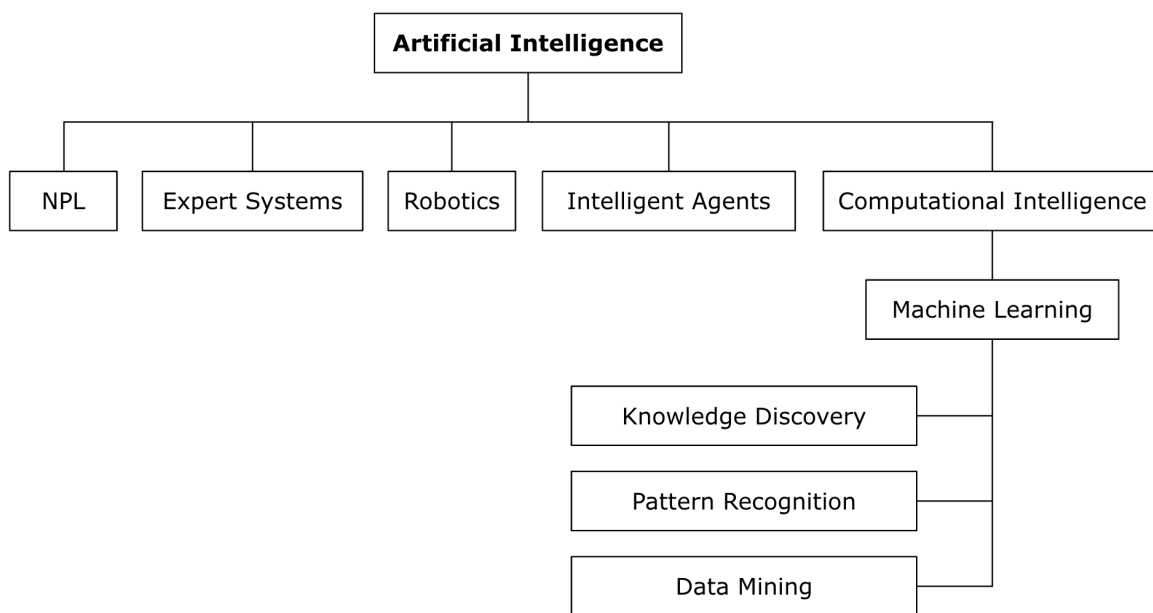 Artificial Intelligence
NPL
Expert Systems
Robotics
Intelligent Agents
Computational Intelligence
Machine Learning
Knowledge Discovery
Pattern Recognition
Data Mining